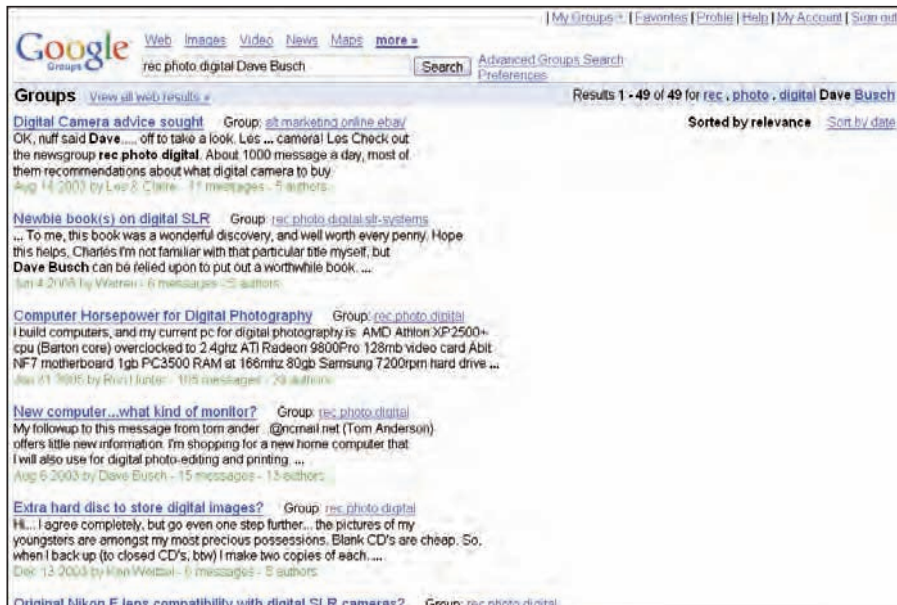 | My Groups | Favorites | Profile | Help | My Account | Sign out
Google
Groups
Web Images Video News Maps more »
rec photo digital Dave Busch
Search
Advanced Groups Search
Preferences
Groups View all web results »
Results 1 - 49 of 49 for rec . photo . digital Dave Busch
Digital Camera advice sought Group: alt marketing online ebay
Sorted by relevance Sort by date
OK, nuff said Dave..... off to take a look. Les ... camera! Les Check out
the newsgroup rec photo digital. About 1000 message a day, most of
them recommendations about what digital camera to buy.
Aug 14 2003 by Les & Claire - 11 messages - 5 authors
Newbie book(s) on digital SLR Group: rec photo digital slr-systems
... To me, this book was a wonderful discovery, and well worth every penny. Hope
this helps, Charles I'm not familiar with that particular title myself, but
Dave Busch can be relied upon to put out a worthwhile book. ...
Jun 4 by Warren - 6 messages - 5 authors
Computer Horsepower for Digital Photography Group: rec photo digital
I build computers, and my current pc for digital photography is: AMD Athlon XP2500+
cpu (Barton core) overclocked to 2.4ghz ATI Radeon 9800Pro 128mb video card Abit
NF7 motherboard 1gb PC3500 RAM at 166mhz 80gb Samsung 7200rpm hard drive ...
Jan 31 2005 by Ron Hunter - messages - authors
New computer...what kind of monitor? Group: rec photo digital
My followup to this message from tom ander...@ncmail.net (Tom Anderson)
offers little new information. I'm shopping for a new home computer that
I will also use for digital photo-editing and printing. ...
Aug 6 2003 by Dave Busch - 15 messages - 13 authors
Extra hard disc to store digital images? Group: rec photo digital
Hi... I agree completely, but go even one step further... the pictures of my
youngsters are amongst my most precious possessions. Blank CD's are cheap. So,
when I back up (to closed CD's, btw) I make two copies of each. ...
Dec 13 2003 by Ken Weitzel - 6 messages - 5 authors
Original Nikon F lens compatibility with digital SLR cameras? Group: rec photo digital